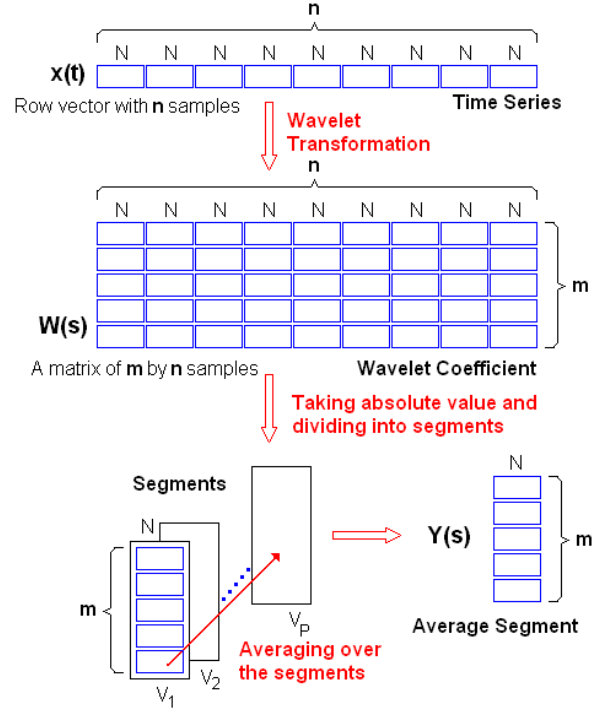 n
N N N N N N N N N
x(t)
Row vector with n samples
Time Series
Wavelet
Transformation
n
N N N N N N N N N
m
W(s)
A matrix of m by n samples
Wavelet Coefficient
Taking absolute value and
dividing into segments
Segments
N
m
V1
V2
VP
Averaging over
the segments
N
Y(s)
m
Average Segment